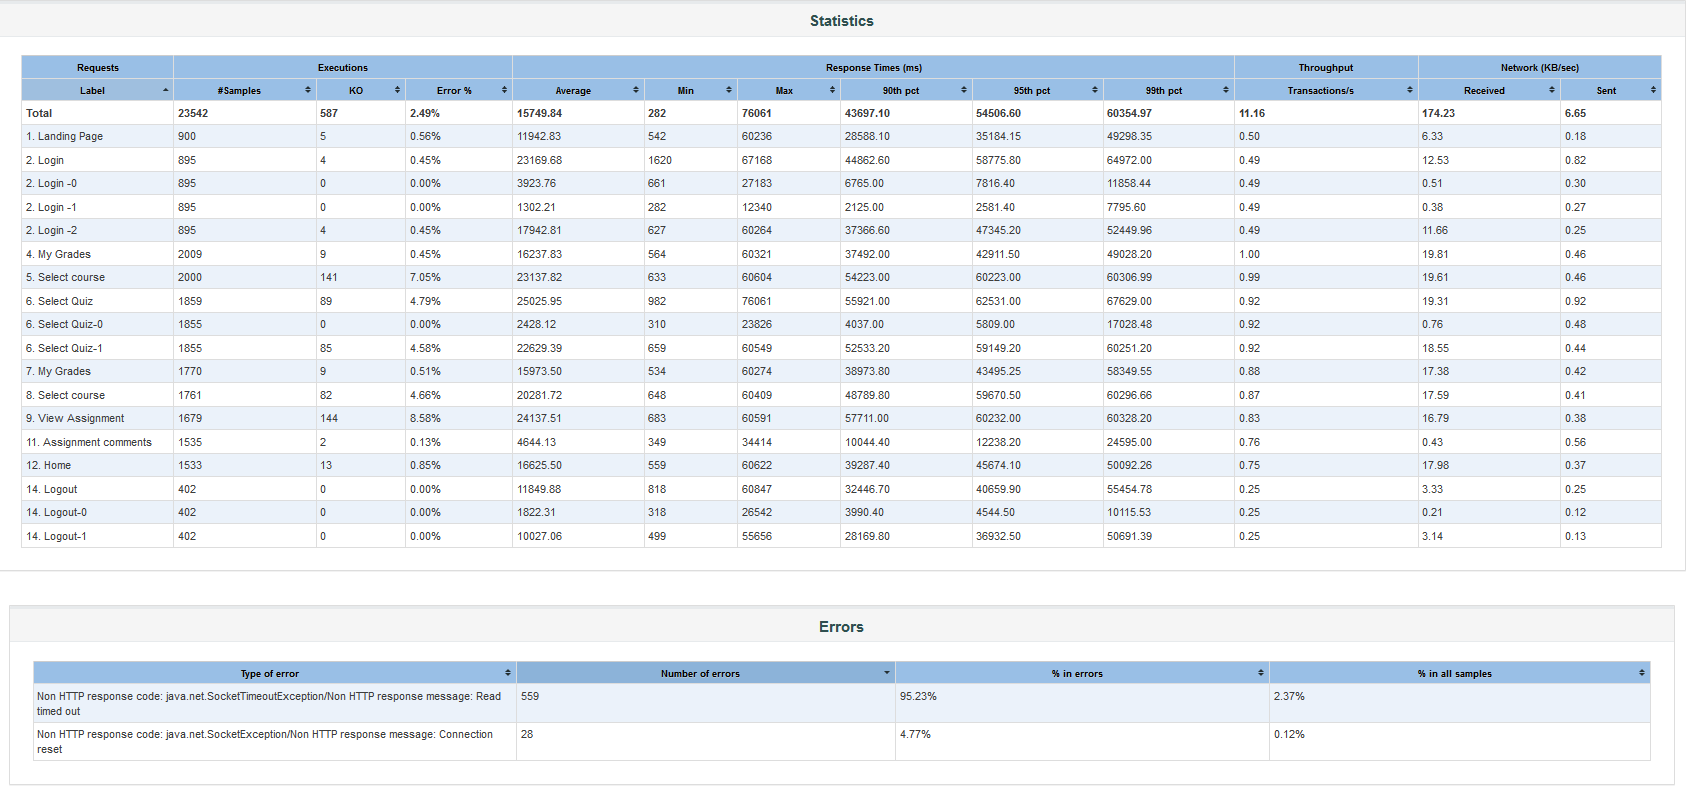 Statistics
Requests Executions Response Times (ms) Throughput Network (KB/sec)
Label #Samples KO Error % Average Min Max 90th pct 95th pct 99th pct Transactions/s Received Sent
Total 23542 587 2.49% 15749.84 282 76061 43697.10 54506.60 60354.97 11.16 174.23 6.65
1. Landing Page 900 5 0.56% 11942.83 542 60236 28588.10 35184.15 49298.35 0.50 6.33 0.18
2. Login 895 4 0.45% 23169.68 1620 67168 44862.60 58775.80 64972.00 0.49 12.53 0.82
2. Login -0 895 0 0.00% 3923.76 661 27183 6765.00 7816.40 11858.44 0.49 0.51 0.30
2. Login -1 895 0 0.00% 1302.21 282 12340 2125.00 2581.40 7795.60 0.49 0.38 0.27
2. Login -2 895 4 0.45% 17942.81 627 60264 37366.60 47345.20 52449.96 0.49 11.66 0.25
4. My Grades 2009 9 0.45% 16237.83 564 60321 37492.00 42911.50 49028.20 1.00 19.81 0.46
5. Select course 2000 141 7.05% 23137.82 633 60604 54223.00 60223.00 60306.99 0.99 19.61 0.46
6. Select Quiz 1859 89 4.79% 25025.95 982 76061 55921.00 62531.00 67629.00 0.92 19.31 0.92
6. Select Quiz-0 1855 0 0.00% 2428.12 310 23826 4037.00 5809.00 17028.48 0.92 0.76 0.48
6. Select Quiz-1 1855 85 4.58% 22629.39 659 60549 52533.20 59149.20 60251.20 0.92 18.55 0.44
7. My Grades 1770 9 0.51% 15973.50 534 60274 38973.80 43495.25 58349.55 0.88 17.38 0.42
8. Select course 1761 82 4.66% 20281.72 648 60409 48789.80 59670.50 60296.66 0.87 17.59 0.41
9. View Assignment 1679 144 8.58% 24137.51 683 60591 57711.00 60232.00 60328.20 0.83 16.79 0.38
11. Assignment comments 1535 2 0.13% 4644.13 349 34414 10044.40 12238.20 24595.00 0.76 0.43 0.56
12. Home 1533 13 0.85% 16625.50 559 60622 39287.40 45674.10 50092.26 0.75 17.98 0.37
14. Logout 402 0 0.00% 11849.88 818 60847 32446.70 40659.90 55454.78 0.25 3.33 0.25
14. Logout-0 402 0 0.00% 1822.31 318 26542 3990.40 4544.50 10115.53 0.25 0.21 0.12
14. Logout-1 402 0 0.00% 10027.06 499 55656 28169.80 36932.50 50691.39 0.25 3.14 0.13
Errors
Type of error Number of errors % in errors % in all samples
Non HTTP response code: java.net.SocketTimeoutException/Non HTTP response message: Read 559 95.23% 2.37%
timed out
Non HTTP response code: java.net.SocketException/Non HTTP response message: Connection 28 4.77% 0.12%
reset